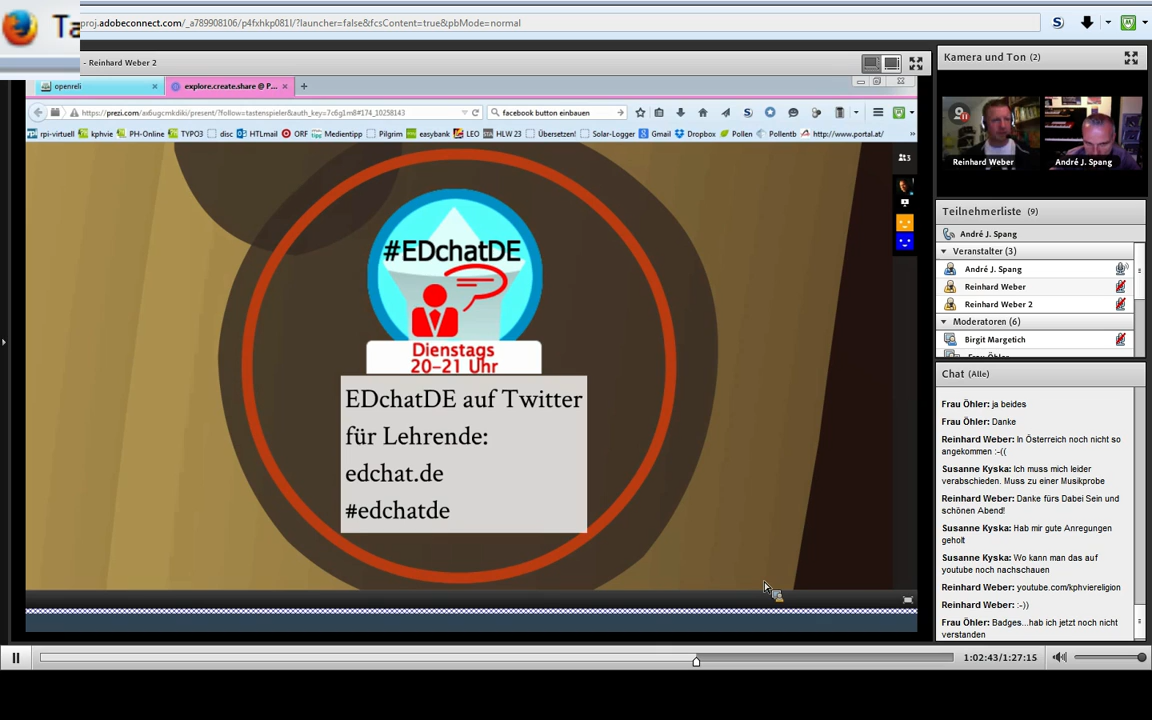 Ta
proj.adobeconnect.com/_a789908106/p4fxhkp081l/?launcher=false&fcsContent=true&pbMode=normal
- Reinhard Weber 2
openreli
explore.create.share @ P...
https://prezi.com/ax6ugcmkdiki/present/?follow=tastenspieler&auth_key=7c6g1m8#174_10258143
facebook button einbauen
rpi-virtuell kphvie PH-Online TYPO3 disc HTLmail ORF Medientipp Pilgrim easybank LEO HLW 23 Übersetzen! Solar-Logger Gmail Dropbox Pollen Pollentb http://www.portal.at/
#EDchatDE
Dienstags
20-21 Uhr
EDchatDE auf Twitter
für Lehrende:
edchat.de
#edchatde
Kamera und Ton (2)
Reinhard Weber
André J. Spang
Teilnehmerliste (9)
André J. Spang
Veranstalter (3)
André J. Spang
Reinhard Weber
Reinhard Weber 2
Moderatoren (6)
Birgit Margetich
Frau Öhler
Chat (Alle)
Frau Öhler: ja beides
Frau Öhler: Danke
Reinhard Weber: In Österreich noch nicht so
angekommen :-((
Susanne Kyska: Ich muss mich leider
verabschieden. Muss zu einer Musikprobe
Reinhard Weber: Danke fürs Dabei Sein und
schönen Abend!
Susanne Kyska: Hab mir gute Anregungen
geholt
Susanne Kyska: Wo kann man das auf
youtube noch nachschauen
Reinhard Weber: youtube.com/kphviereligion
Reinhard Weber: :-))
Frau Öhler: Badges...hab ich jetzt noch nicht
verstanden
1:02:43/1:27:15